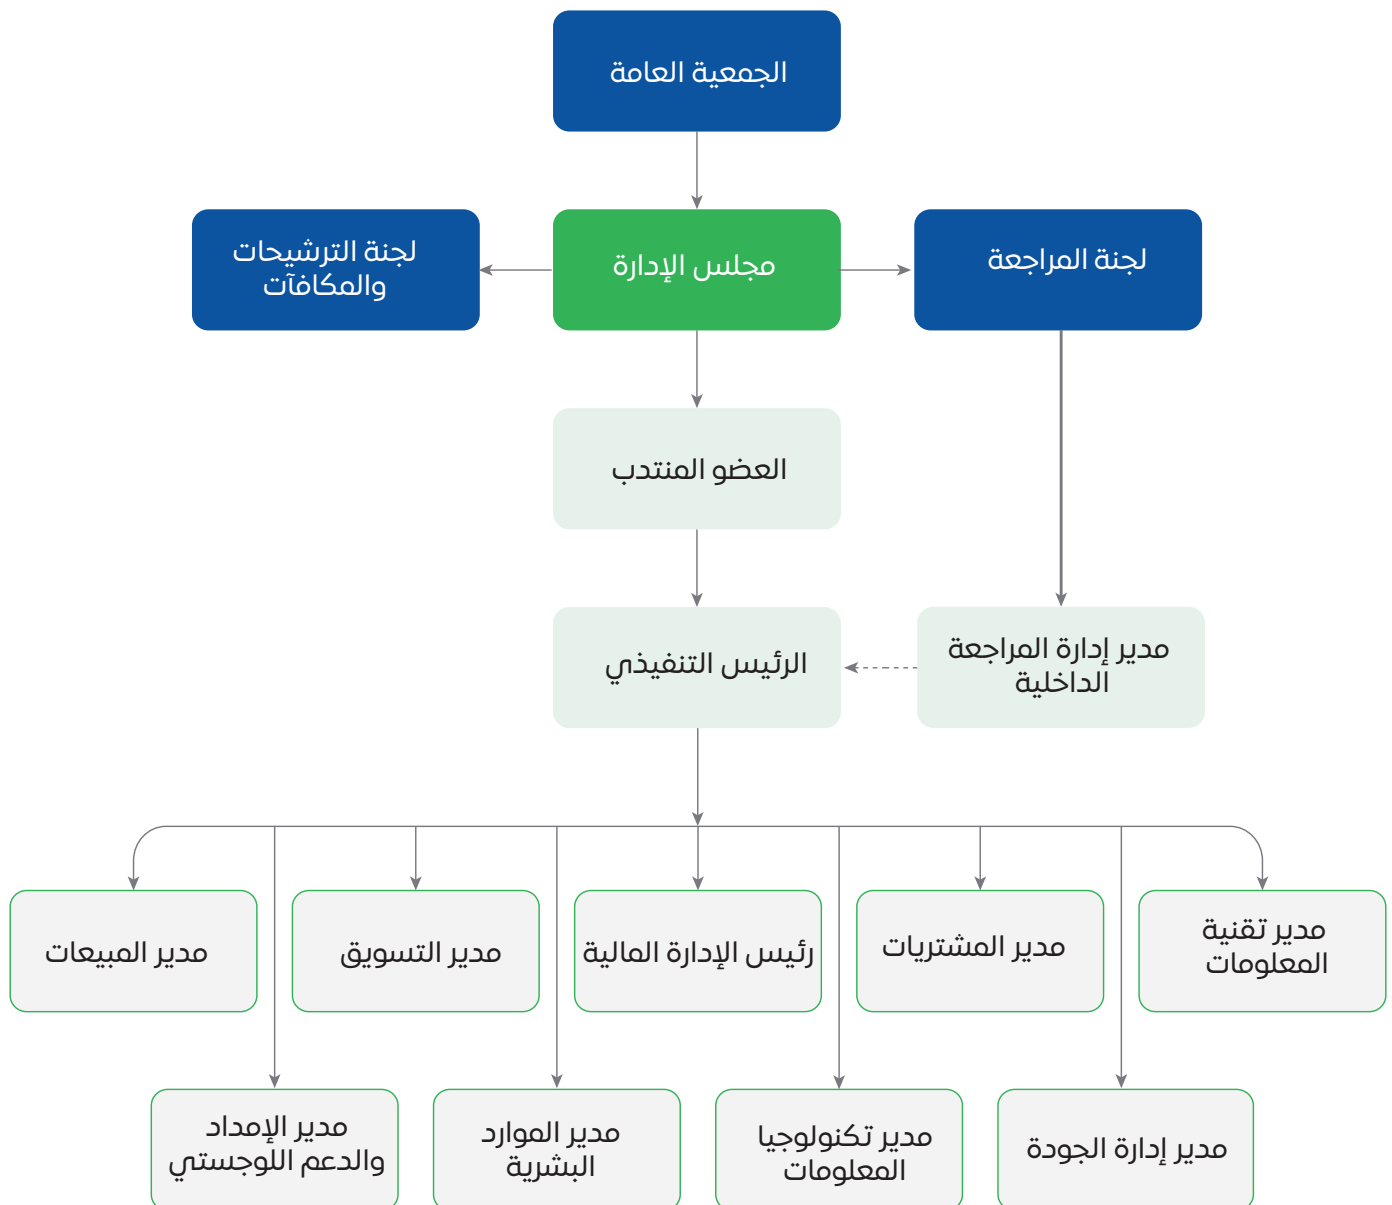 الجمعية العامة
لجنة المراجعة
مجلس الإدارة
لجنة الترشيحات
والمكافآت
العضو المنتدب
مدير إدارة المراجعة
الداخلية
الرئيس التنفيذي
مدير تقنية
المعلومات
مدير المشتريات
رئيس الإدارة المالية
مدير التسويق
مدير المبيعات
مدير إدارة الجودة
مدير تكنولوجيا
المعلومات
مدير الموارد
البشرية
مدير الإمداد
والدعم اللوجستي